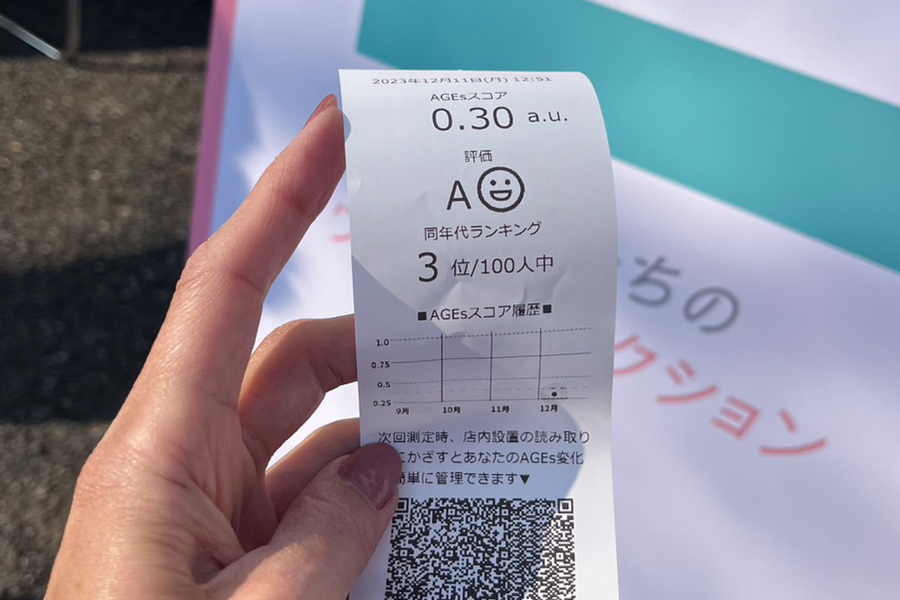 2023年12月11日(月) 12:51
AGEsスコア
0.30 a.u.
評価
A
同年代ランキング
3 位/100人中
■AGEsスコア履歴■
1.0
0.75
0.5
0.25
9月 10月 11月 12月
次回測定時、店内設置の読み取り
にかざすとあなたのAGEs変化
簡単に管理できます▼
ちの
クション